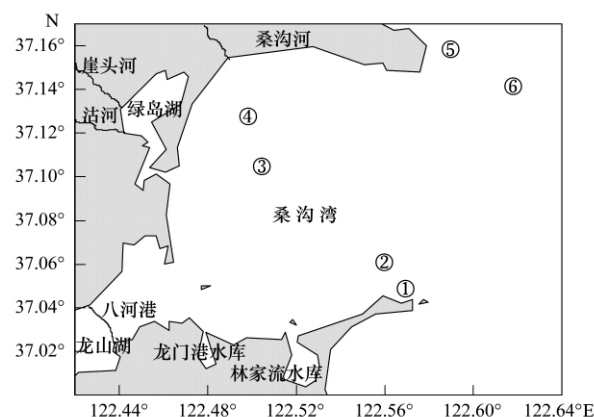 N
37.16°
37.14°
37.12°
37.10°
37.08°
37.06°
37.04°
37.02°
桑沟河
崖头河
绿岛湖
沽河
⑤
⑥
④
③
桑沟湾
②
①
八河港
龙山湖
龙门港水库
林家流水库
122.44° 122.48° 122.52° 122.56° 122.60° 122.64°E